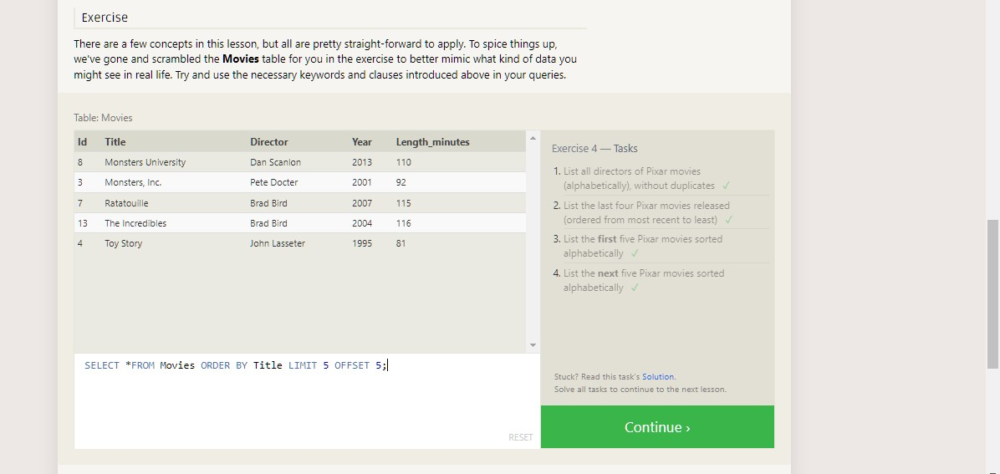 Exercise
There are a few concepts in this lesson, but all are pretty straight-forward to apply. To spice things up,
we've gone and scrambled the Movies table for you in the exercise to better mimic what kind of data you
might see in real life. Try and use the necessary keywords and clauses introduced above in your queries.
Table: Movies
Id Title Director Year Length_minutes
8 Monsters University Dan Scanlon 2013 110
3 Monsters, Inc. Pete Docter 2001 92
7 Ratatouille Brad Bird 2007 115
13 The Incredibles Brad Bird 2004 116
4 Toy Story John Lasseter 1995 81
SELECT *FROM Movies ORDER BY Title LIMIT 5 OFFSET 5;
RESET
Exercise 4 — Tasks
1. List all directors of Pixar movies
(alphabetically), without duplicates ✓
2. List the last four Pixar movies released
(ordered from most recent to least) ✓
3. List the first five Pixar movies sorted
alphabetically ✓
4. List the next five Pixar movies sorted
alphabetically ✓
Stuck? Read this task's Solution.
Solve all tasks to continue to the next lesson.
Continue ›